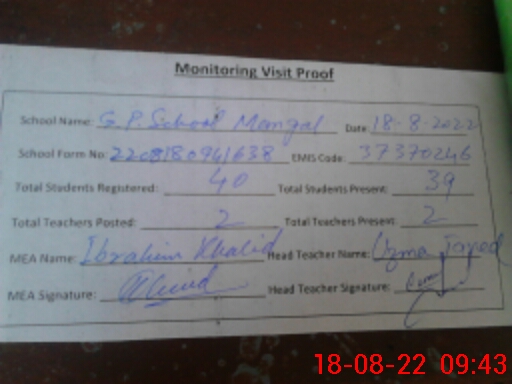 Monitoring Visit Proof
School Name: G.P. School Mangal Date: 18-8-2022
School Form No: 2208180941638 EMIS Code: 37370246
Total Students Registered: 40 Total Students Present: 39
Total Teachers Posted: 2 Total Teachers Present: 2
MEA Name: Ibrahim Khalid Head Teacher Name: Uzma Javed
MEA Signature: Head Teacher Signature:
18-08-22 09:43